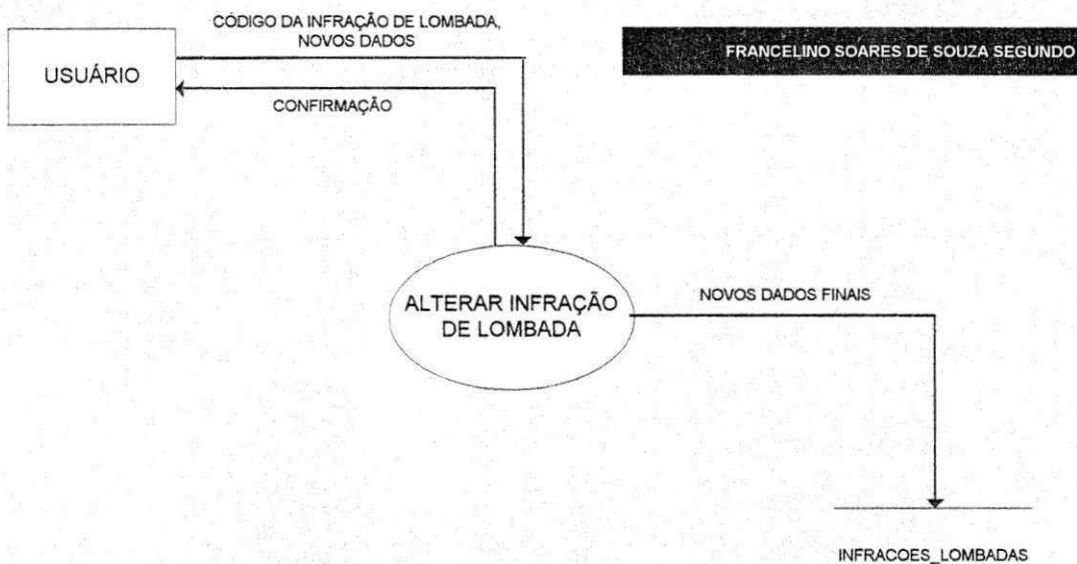 CÓDIGO DA INFRAÇÃO DE LOMBADA,
NOVOS DADOS
FRANCELINO SOARES DE SOUZA SEGUNDO
USUÁRIO
CONFIRMAÇÃO
ALTERAR INFRAÇÃO
DE LOMBADA
NOVOS DADOS FINAIS
INFRACOES_LOMBADAS